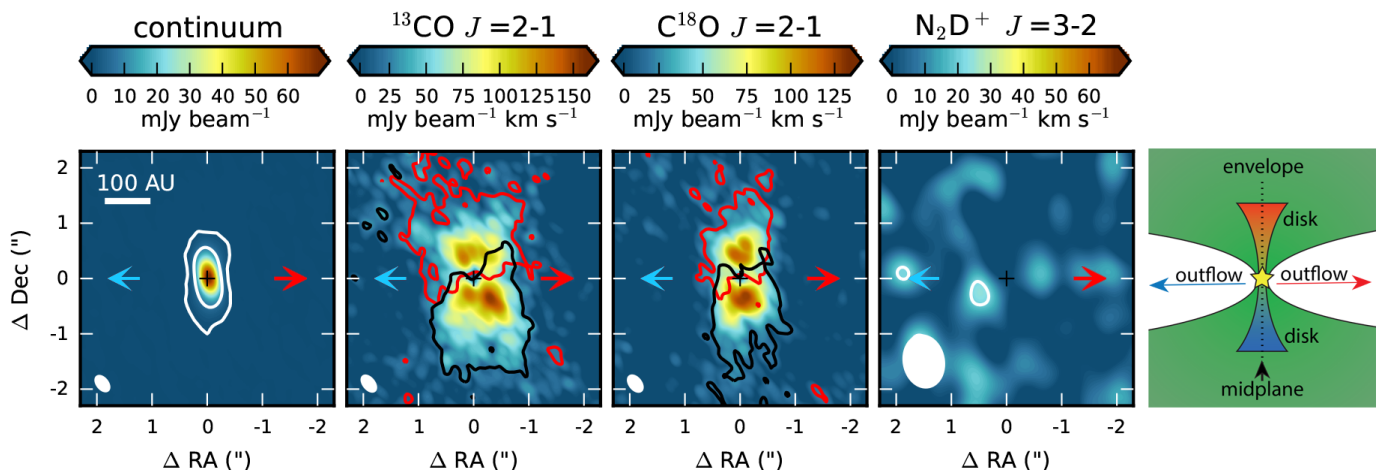 continuum
¹³CO J=2-1
C¹⁸O J=2-1
N₂D⁺ J=3-2
0 10 20 30 40 50 60
0 25 50 75 100 125 150
0 25 50 75 100 125
0 10 20 30 40 50 60
mJy beam⁻¹
mJy beam⁻¹ km s⁻¹
mJy beam⁻¹ km s⁻¹
mJy beam⁻¹ km s⁻¹
Δ Dec (")
2
1
0
-1
-2
100 AU
2 1 0 -1 -2
2 1 0 -1 -2
2 1 0 -1 -2
2 1 0 -1 -2
Δ RA (")
Δ RA (")
Δ RA (")
Δ RA (")
envelope
disk
outflow
outflow
disk
midplane